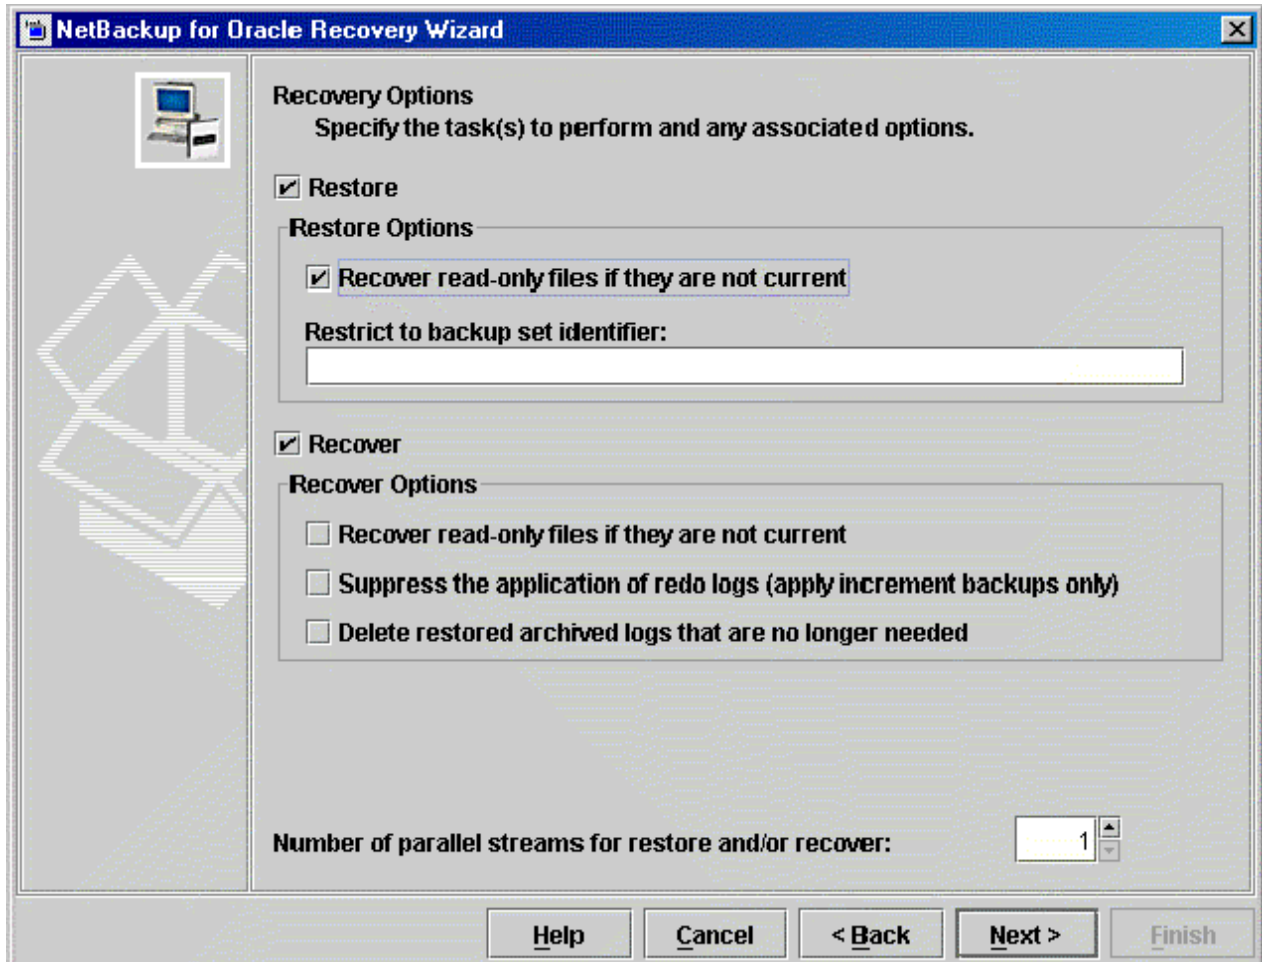 NetBackup for Oracle Recovery Wizard
Recovery Options
Specify the task(s) to perform and any associated options.
Restore
Restore Options
Recover read-only files if they are not current
Restrict to backup set identifier:
Recover
Recover Options
Recover read-only files if they are not current
Suppress the application of redo logs (apply increment backups only)
Delete restored archived logs that are no longer needed
Number of parallel streams for restore and/or recover: 1
Help Cancel < Back Next > Finish